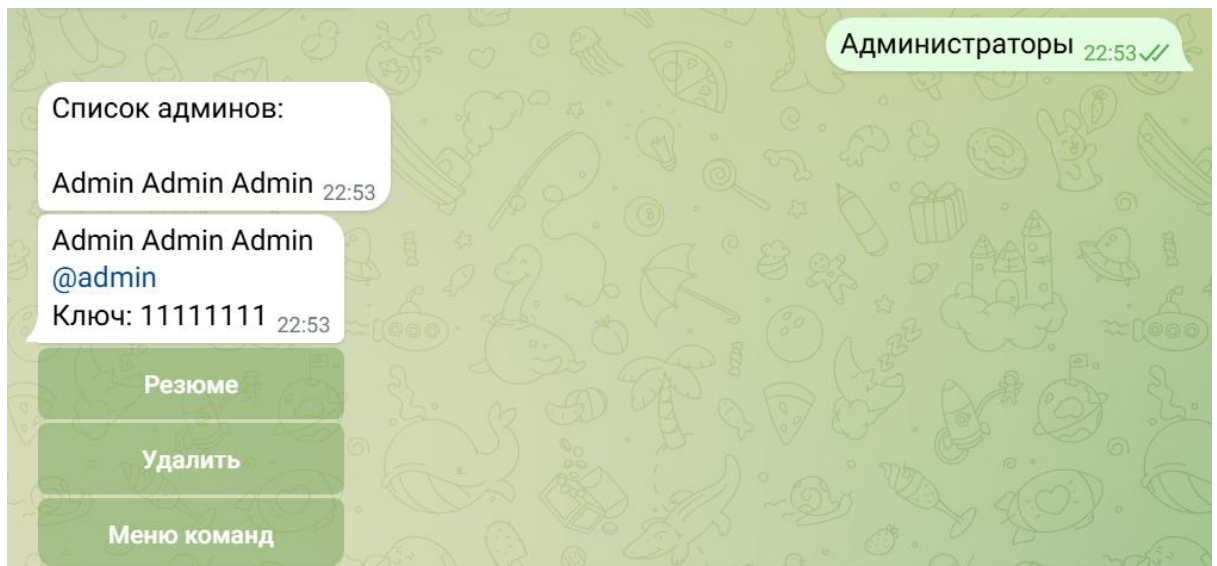 Администраторы 22:53
Список админов:
Admin Admin Admin 22:53
Admin Admin Admin
@admin
Ключ: 11111111 22:53
Резюме
Удалить
Меню команд